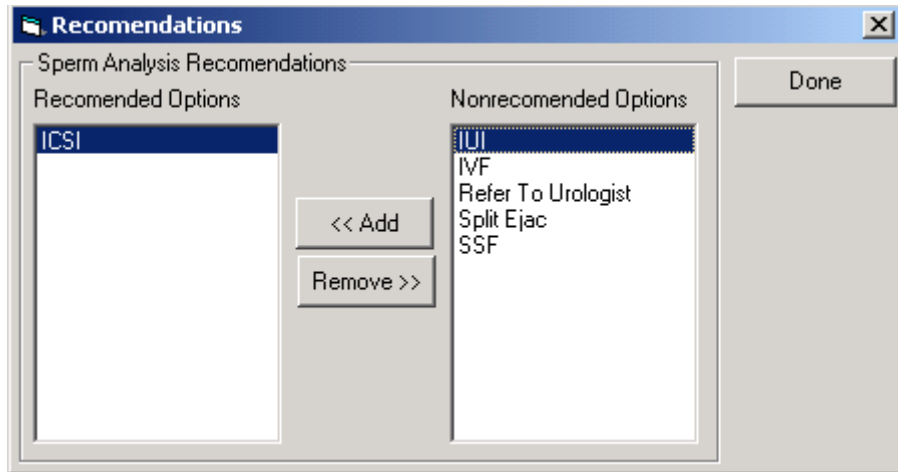 Recomendations
Sperm Analysis Recomendations
Recomended Options
ICSI
<< Add
Remove >>
Nonrecomended Options
IUI
IVF
Refer To Urologist
Split Ejac
SSF
Done